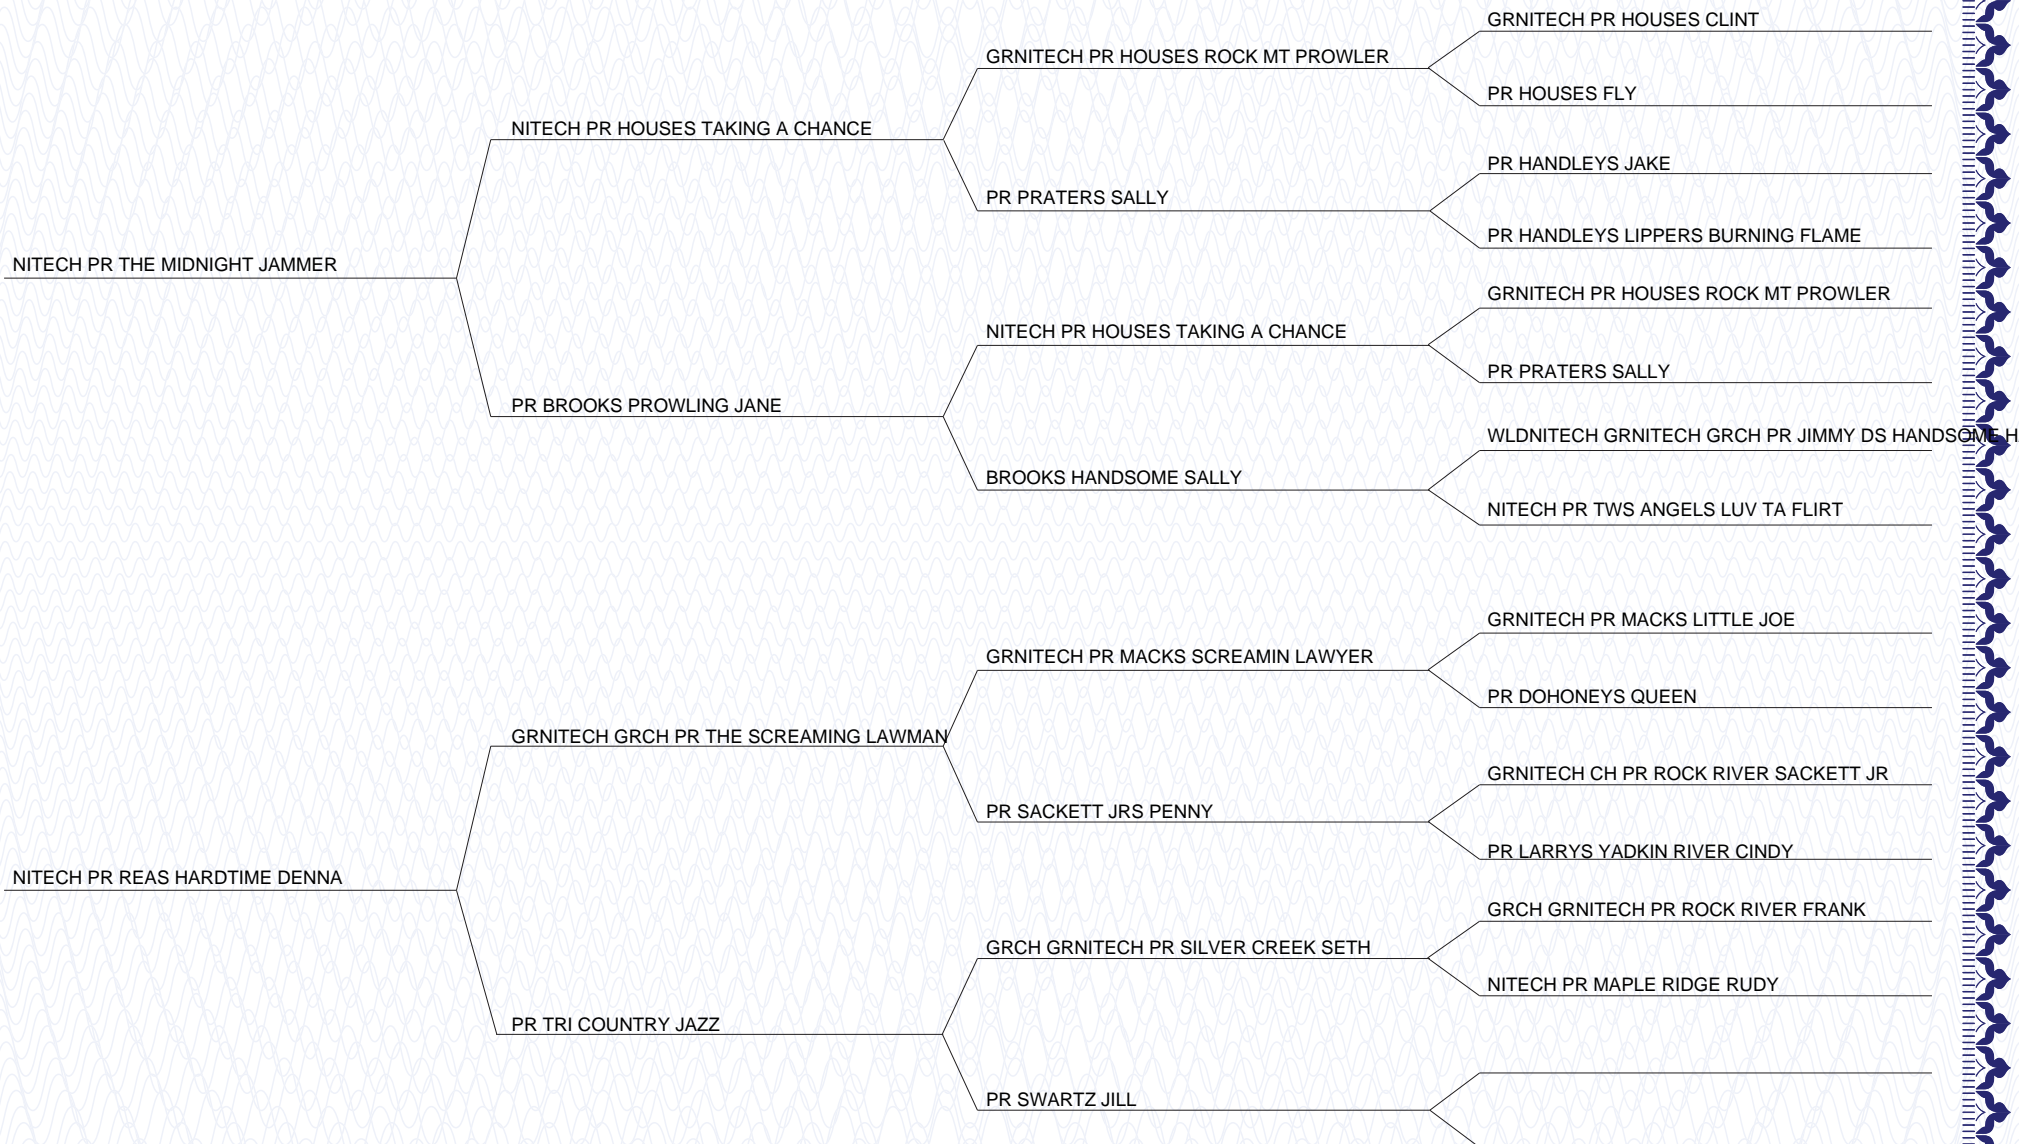 GRNITECH PR HOUSES CLINT
GRNITECH PR HOUSES ROCK MT PROWLER
PR HOUSES FLY
NITECH PR HOUSES TAKING A CHANCE
PR HANDLEYS JAKE
PR PRATERS SALLY
PR HANDLEYS LIPPERS BURNING FLAME
NITECH PR THE MIDNIGHT JAMMER
GRNITECH PR HOUSES ROCK MT PROWLER
NITECH PR HOUSES TAKING A CHANCE
PR PRATERS SALLY
PR BROOKS PROWLING JANE
WLDNITECH GRNITECH GRCH PR JIMMY DS HANDSOME
BROOKS HANDSOME SALLY
NITECH PR TWS ANGELS LUV TA FLIRT
GRNITECH PR MACKS LITTLE JOE
GRNITECH PR MACKS SCREAMIN LAWYER
PR DOHONEYS QUEEN
GRNITECH GRCH PR THE SCREAMING LAWMAN
GRNITECH CH PR ROCK RIVER SACKETT JR
PR SACKETT JRS PENNY
PR LARRYS YADKIN RIVER CINDY
NITECH PR REAS HARDTIME DENNA
GRCH GRNITECH PR ROCK RIVER FRANK
GRCH GRNITECH PR SILVER CREEK SETH
NITECH PR MAPLE RIDGE RUDY
PR TRI COUNTRY JAZZ
PR SWARTZ JILL